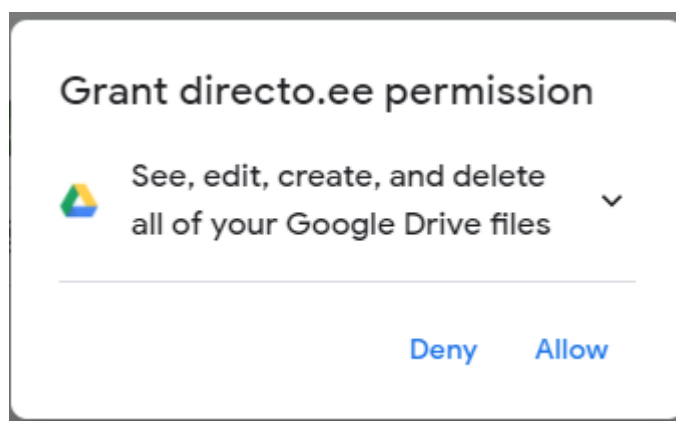 Grant directo.ee permission
See, edit, create, and delete
all of your Google Drive files
Deny Allow